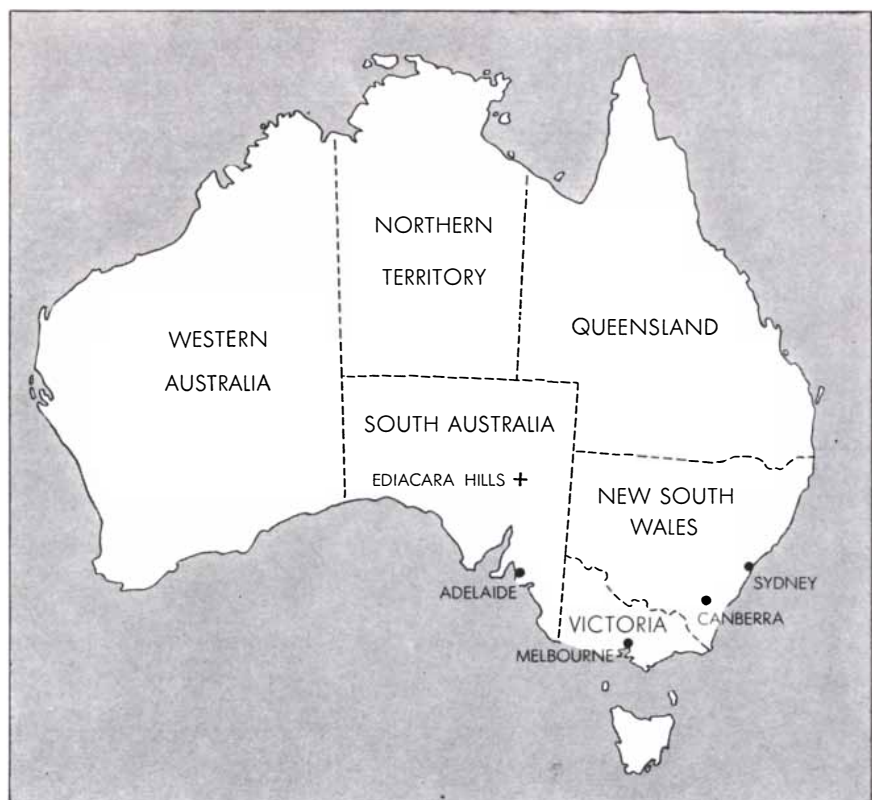 NORTHERN
TERRITORY
WESTERN
AUSTRALIA
QUEENSLAND
SOUTH AUSTRALIA
EDIACARA HILLS
NEW SOUTH
WALES
ADELAIDE
SYDNEY
CANBERRA
VICTORIA
MELBOURNE